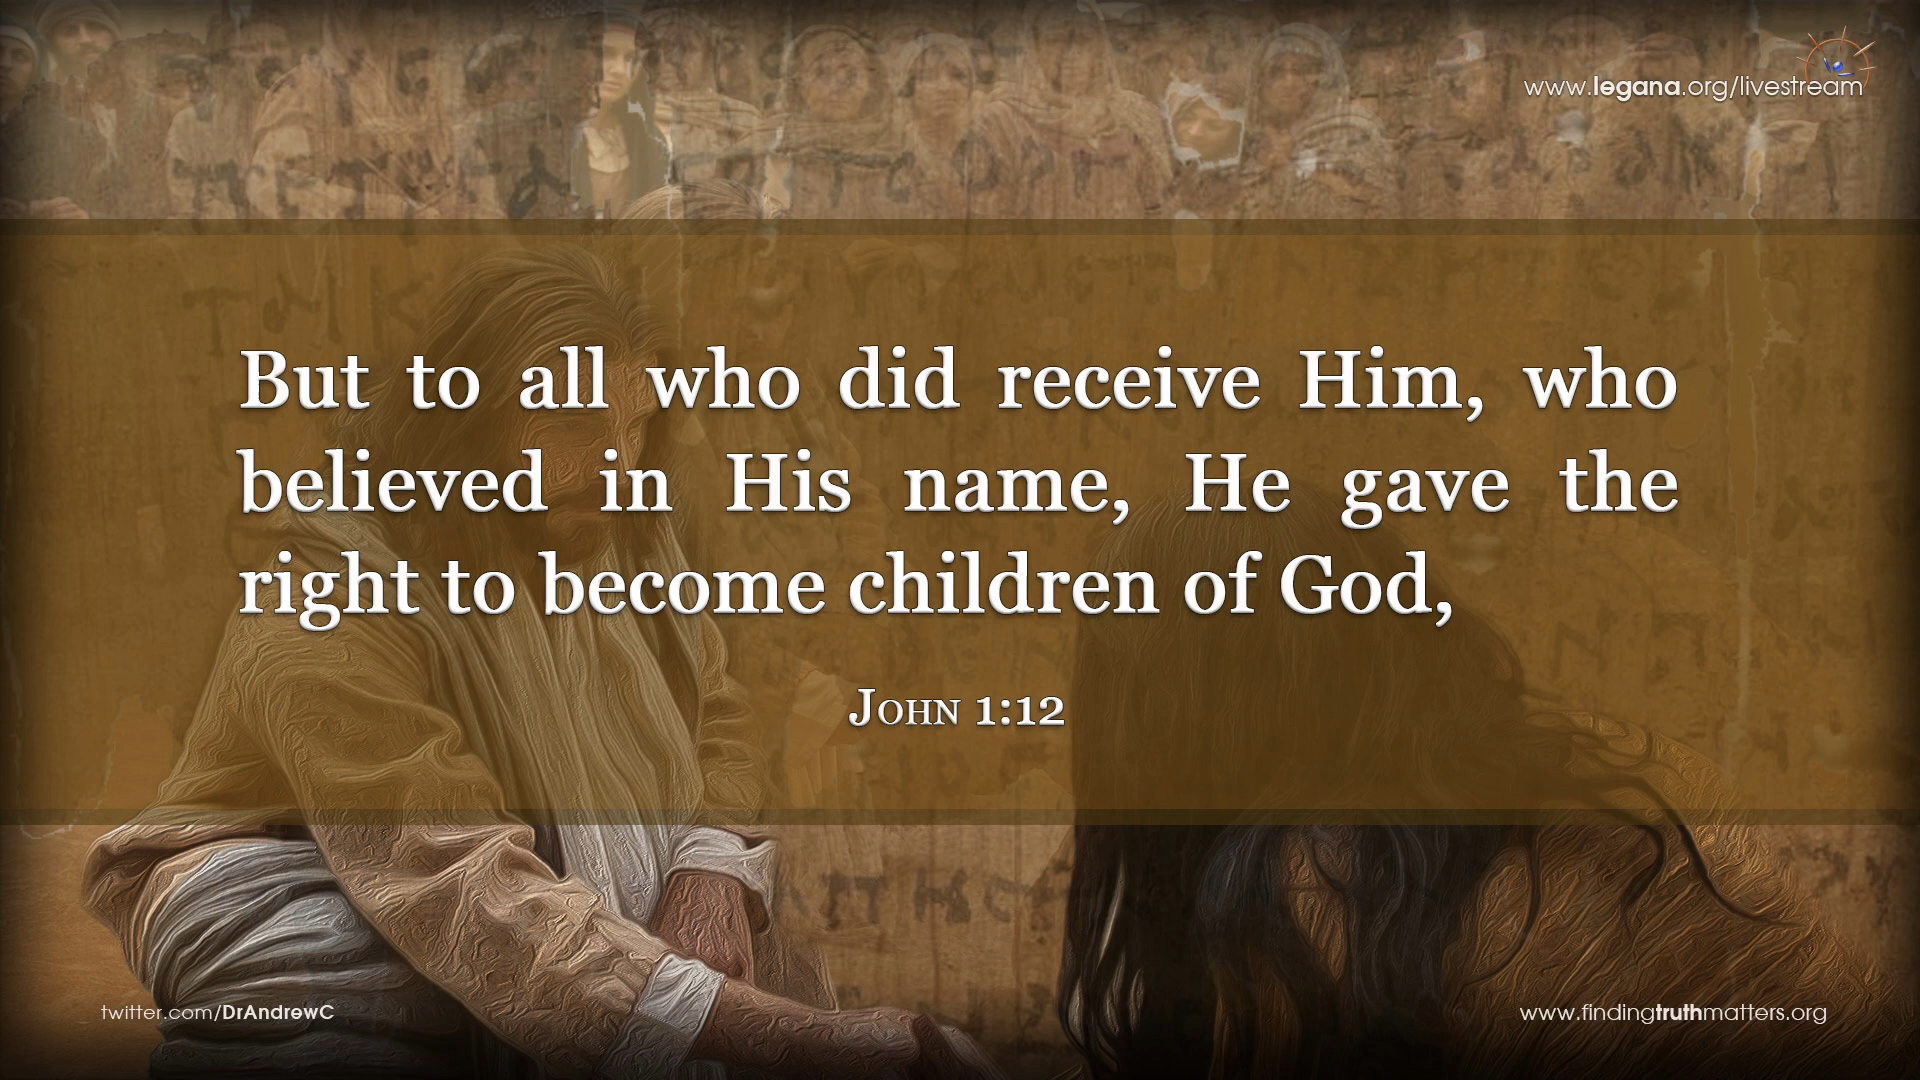 www.legana.org/livestream
But to all who did receive Him, who
believed in His name, He gave the
right to become children of God,
John 1:12
twitter.com/DrAndrewC
www.findingtruthmatters.org